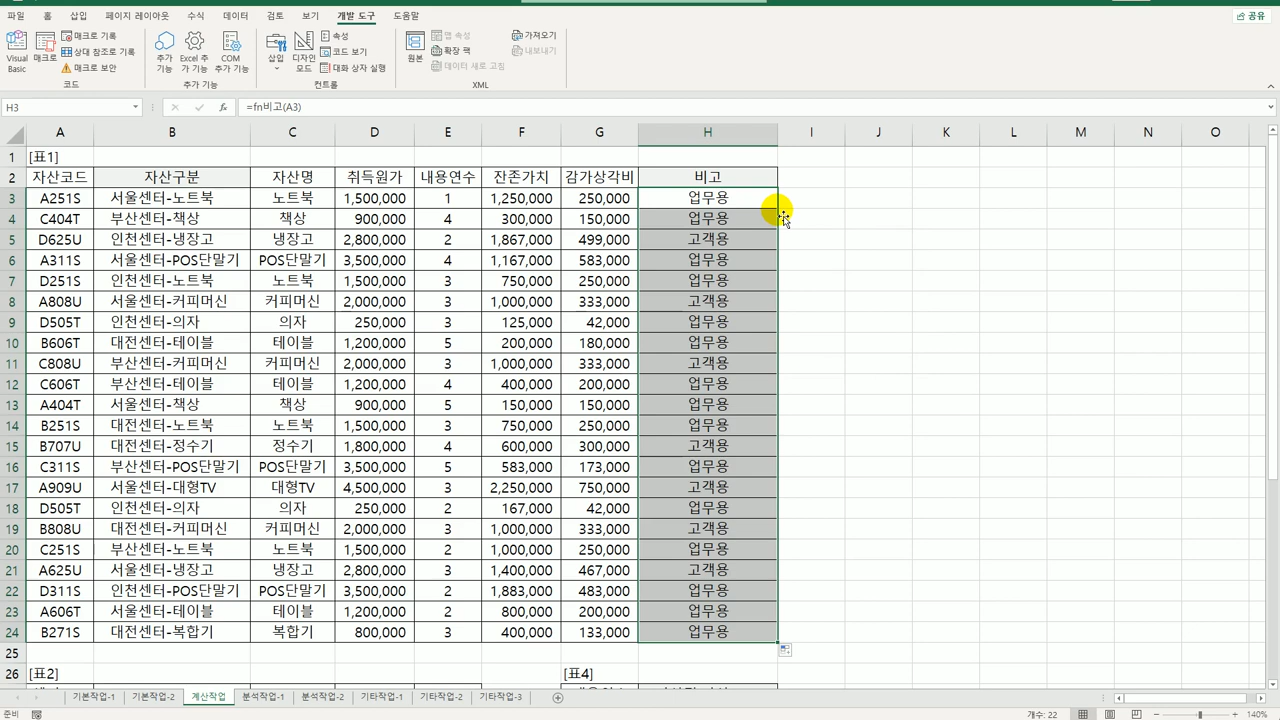 파일 홈 삽입 페이지 레이아웃 수식 데이터 검토 보기 개발 도구 도움말 공유
Visual Basic 매크로 매크로 기록 상대 참조로 기록 매크로 보안 추가 기능 Excel 추가 기능 COM 추가 기능 삽입 디자인 모드 속성 코드 보기 대화 상자 실행 원본 맵 속성 확장 팩 데이터 새로 고침 가져오기 내보내기
코드 추가 기능 컨트롤 XML
H3 fx =fn비고(A3)
A B C D E F G H I J K L M N O
1 [표1]
2 자산코드 자산구분 자산명 취득원가 내용연수 잔존가치 감가상각비 비고
3 A251S 서울센터-노트북 노트북 1,500,000 1 1,250,000 250,000 업무용
4 C404T 부산센터-책상 책상 900,000 4 300,000 150,000 업무용
5 D625U 인천센터-냉장고 냉장고 2,800,000 2 1,867,000 499,000 고객용
6 A311S 서울센터-POS단말기 POS단말기 3,500,000 4 1,167,000 583,000 업무용
7 D251S 인천센터-노트북 노트북 1,500,000 3 750,000 250,000 업무용
8 A808U 서울센터-커피머신 커피머신 2,000,000 3 1,000,000 333,000 고객용
9 D505T 인천센터-의자 의자 250,000 3 125,000 42,000 업무용
10 B606T 대전센터-테이블 테이블 1,200,000 5 200,000 180,000 업무용
11 C808U 부산센터-커피머신 커피머신 2,000,000 3 1,000,000 333,000 고객용
12 C606T 부산센터-테이블 테이블 1,200,000 4 400,000 200,000 업무용
13 A404T 서울센터-책상 책상 900,000 5 150,000 150,000 업무용
14 B251S 대전센터-노트북 노트북 1,500,000 3 750,000 250,000 업무용
15 B707U 대전센터-정수기 정수기 1,800,000 4 600,000 300,000 고객용
16 C311S 부산센터-POS단말기 POS단말기 3,500,000 5 583,000 173,000 업무용
17 A909U 서울센터-대형TV 대형TV 4,500,000 3 2,250,000 750,000 고객용
18 D505T 인천센터-의자 의자 250,000 2 167,000 42,000 업무용
19 B808U 대전센터-커피머신 커피머신 2,000,000 3 1,000,000 333,000 고객용
20 C251S 부산센터-노트북 노트북 1,500,000 2 1,000,000 250,000 업무용
21 A625U 서울센터-냉장고 냉장고 2,800,000 3 1,400,000 467,000 고객용
22 D311S 인천센터-POS단말기 POS단말기 3,500,000 2 1,883,000 483,000 업무용
23 A606T 서울센터-테이블 테이블 1,200,000 2 800,000 200,000 업무용
24 B271S 대전센터-복합기 복합기 800,000 3 400,000 133,000 업무용
25
26 [표2] [표4]
기본작업-1 기본작업-2 계산작업 분석작업-1 분석작업-2 기타작업-1 기타작업-2 기타작업-3
준비 개수: 22 140%